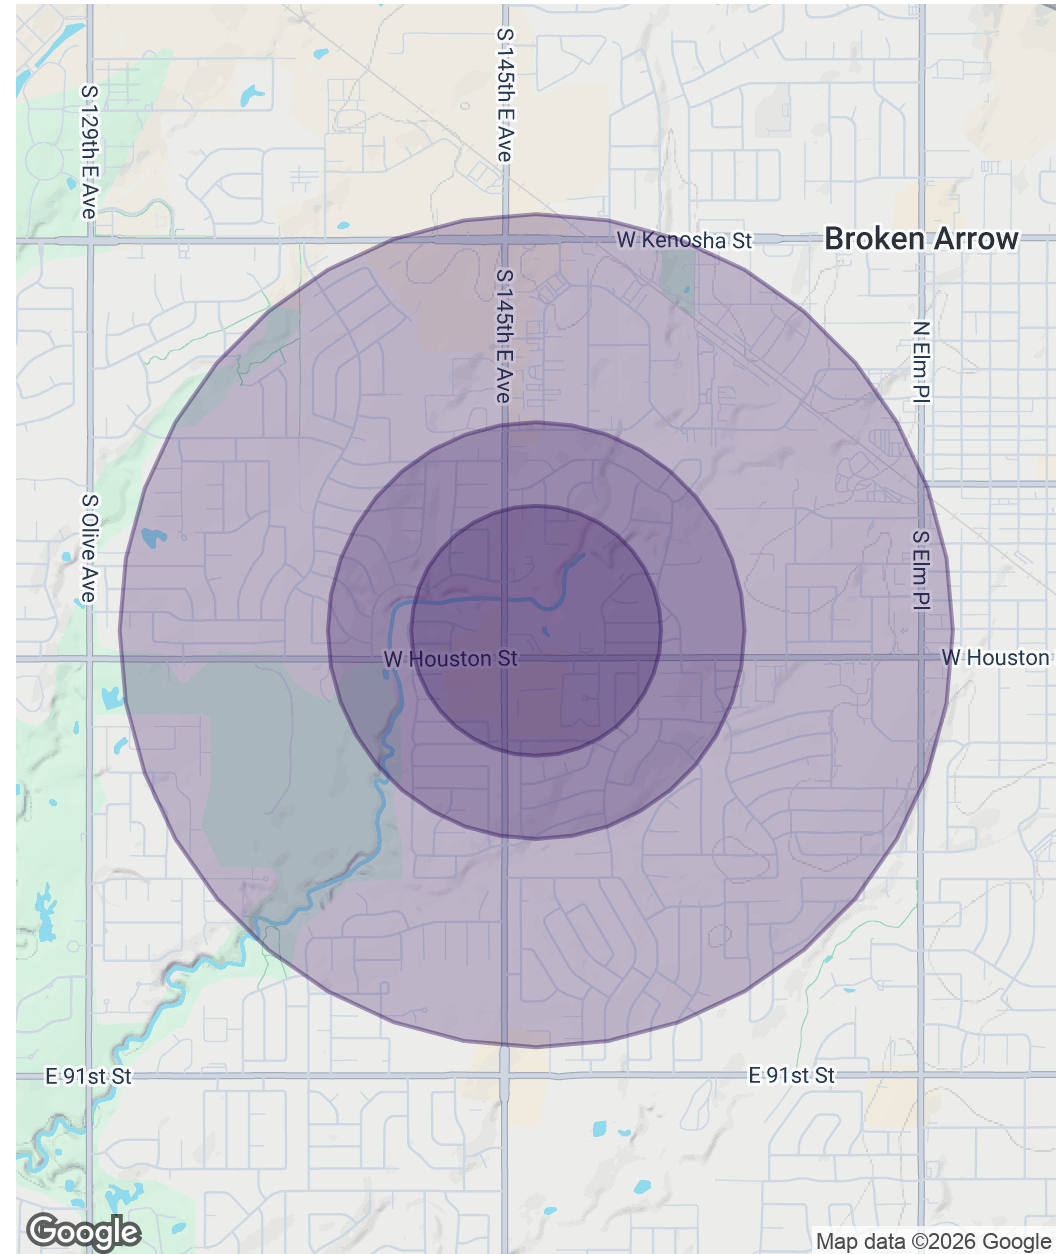 S 145th E Ave
S 129th E Ave
W Kenosha St
Broken Arrow
S 145th E Ave
N Elm Pl
S Olive Ave
S Elm Pl
W Houston St
W Houston
E 91st St
E 91st St
Google
Map data ©2026 Google